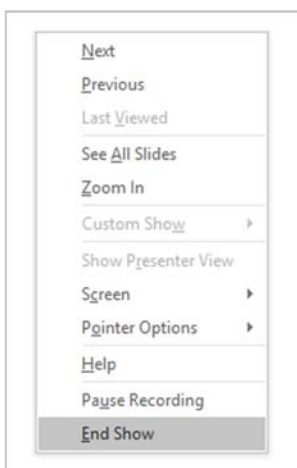 Next
Previous
Last Viewed
See All Slides
Zoom In
Custom Show
Show Presenter View
Screen
Pointer Options
Help
Pause Recording
End Show